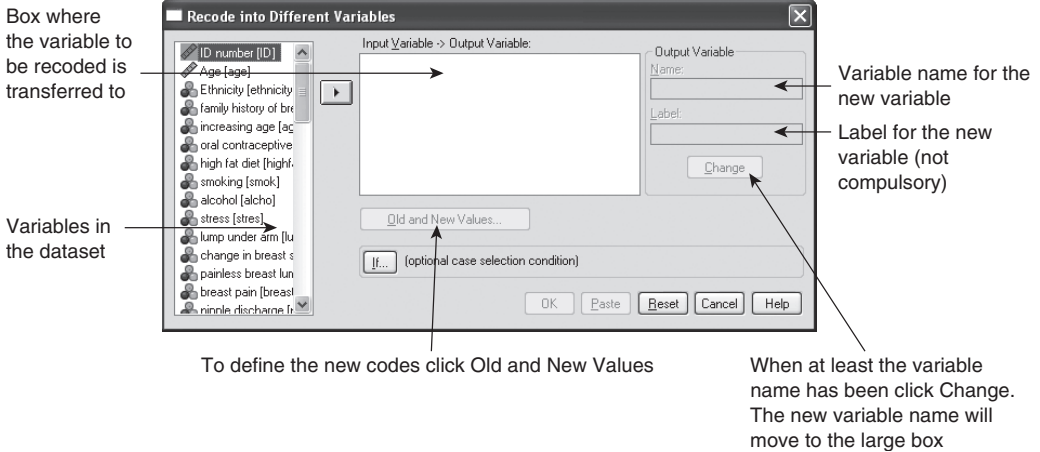 Box where
the variable to
be recoded is
transferred to
Variables in
the dataset
Recode into Different Variables
ID number [ID]
Age [age]
Ethnicity [ethnicity
family history of bre
increasing age [ag
oral contraceptive
high fat diet [highf
smoking [smok]
alcohol [alcho]
stress [stres]
lump under arm [lu
change in breast s
painless breast lun
breast pain [breast
nipple discharge [
Input Variable -> Output Variable:
Old and New Values...
If... (optional case selection condition)
Output Variable
Name:
Label:
Change
OK Paste Reset Cancel Help
Variable name for the
new variable
Label for the new
variable (not
compulsory)
To define the new codes click Old and New Values
When at least the variable
name has been click Change.
The new variable name will
move to the large box